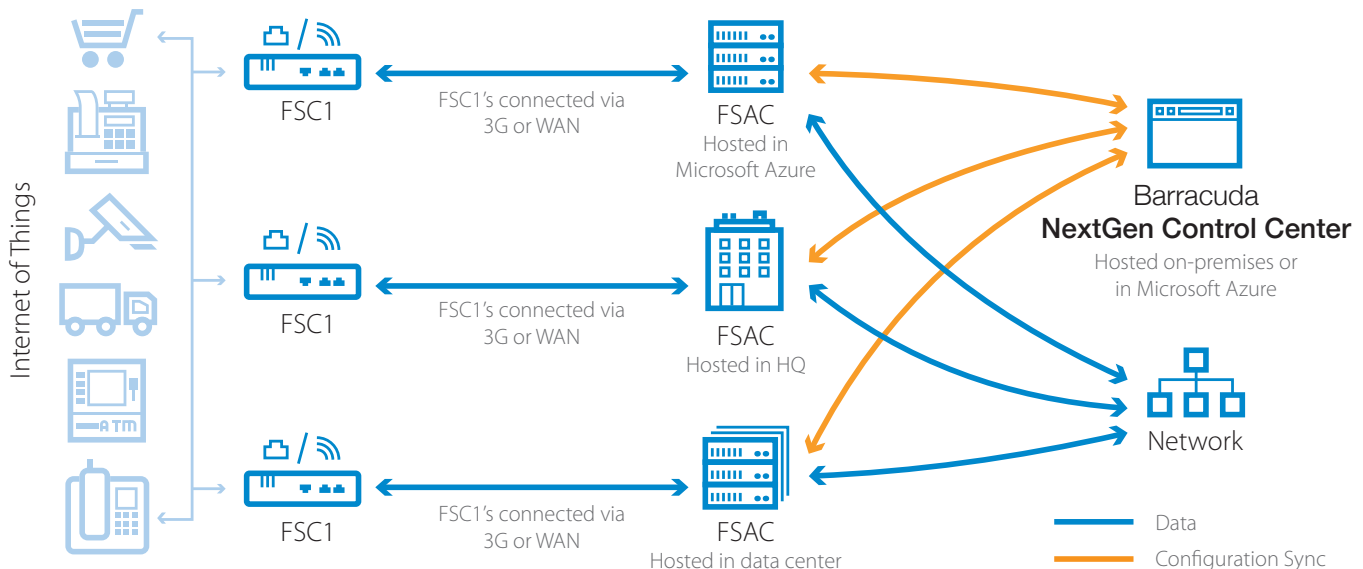 Internet of Things
ATM
FSC1
FSC1's connected via
3G or WAN
FSAC
Hosted in
Microsoft Azure
FSC1
FSC1's connected via
3G or WAN
FSAC
Hosted in HQ
FSC1
FSC1's connected via
3G or WAN
FSAC
Hosted in data center
Barracuda
NextGen Control Center
Hosted on-premises or
in Microsoft Azure
Network
Data
Configuration Sync